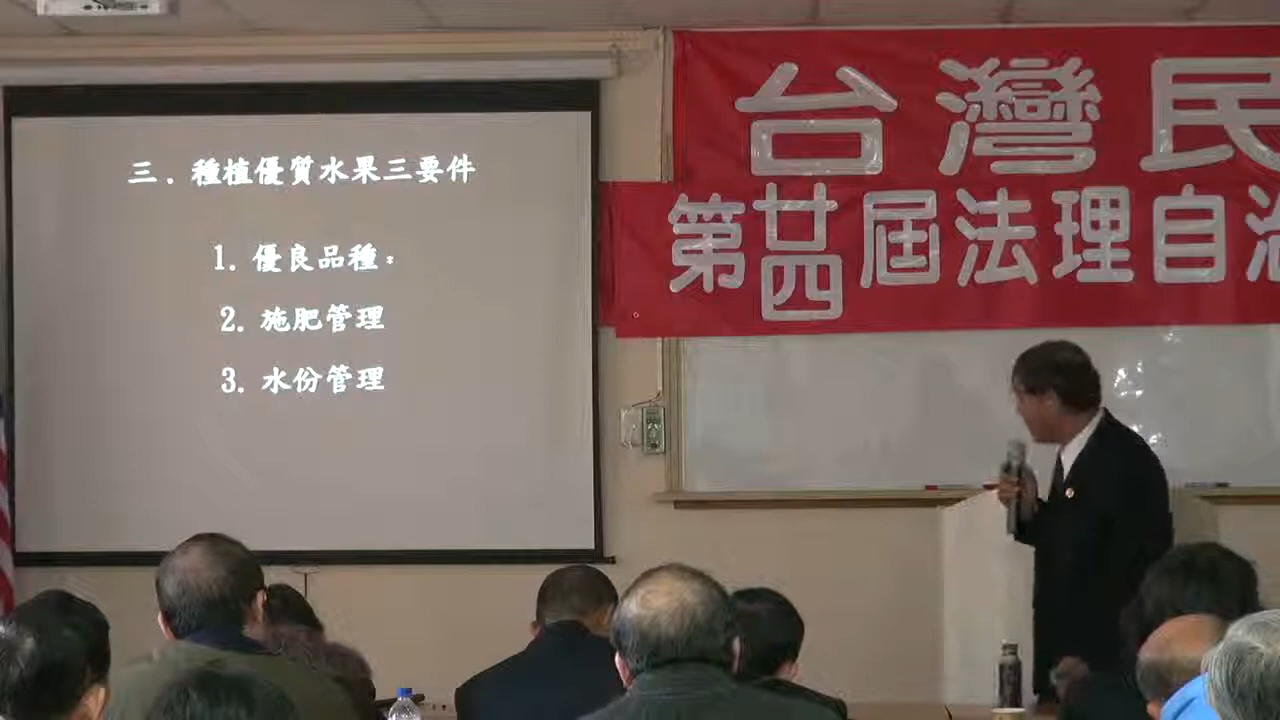 三. 種植優質水果三要件
1. 優良品種:
2. 施肥管理
3. 水份管理
台灣民
第廿四屆法理自治